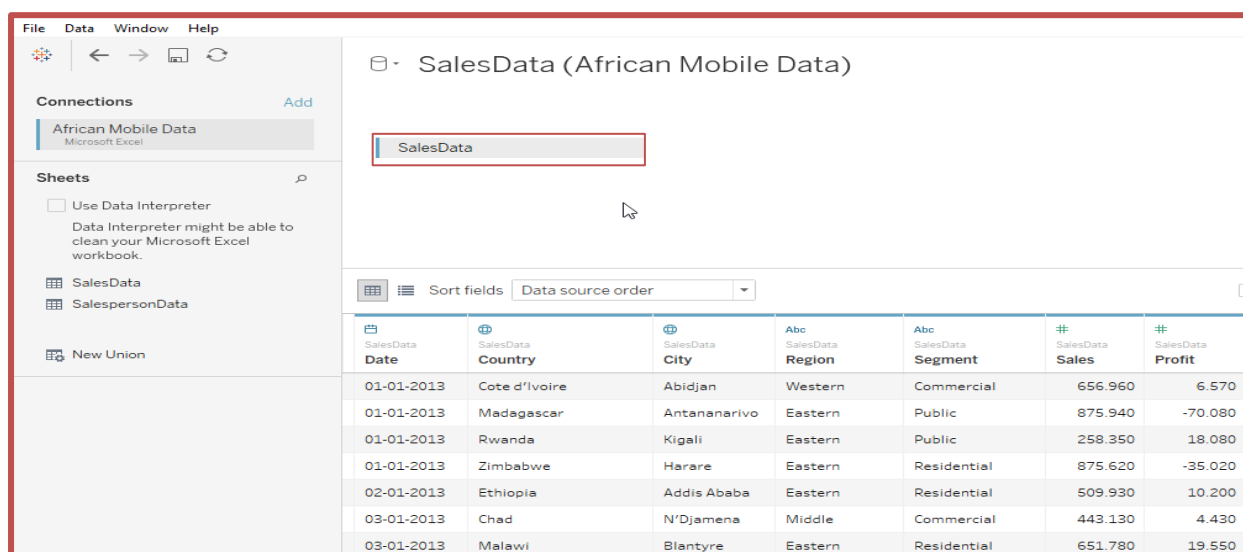 File Data Window Help
SalesData (African Mobile Data)
Connections Add
African Mobile Data
Microsoft Excel
SalesData
Sheets
Use Data Interpreter
Data Interpreter might be able to
clean your Microsoft Excel
workbook.
SalesData
SalespersonData
New Union
Sort fields Data source order
Abc Abc # #
SalesData SalesData SalesData SalesData SalesData SalesData SalesData
Date Country City Region Segment Sales Profit
01-01-2013 Cote d'Ivoire Abidjan Western Commercial 656.960 6.570
01-01-2013 Madagascar Antananarivo Eastern Public 875.940 -70.080
01-01-2013 Rwanda Kigali Eastern Public 258.350 18.080
01-01-2013 Zimbabwe Harare Eastern Residential 875.620 -35.020
02-01-2013 Ethiopia Addis Ababa Eastern Residential 509.930 10.200
03-01-2013 Chad N'Djamena Middle Commercial 443.130 4.430
03-01-2013 Malawi Blantyre Eastern Residential 651.780 19.550